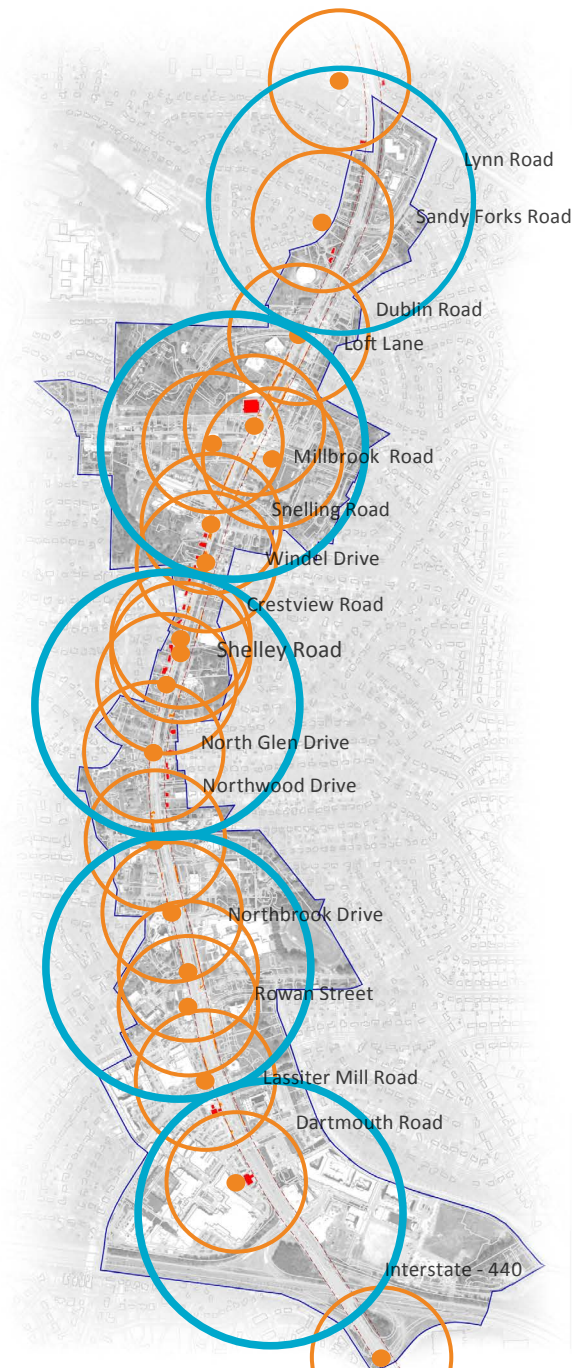 Lynn Road
Sandy Forks Road
Dublin Road
Loft Lane
Millbrook Road
Snelling Road
Windel Drive
Crestview Road
Shelley Road
North Glen Drive
Northwood Drive
Northbrook Drive
Rowan Street
Lassiter Mill Road
Dartmouth Road
Interstate - 440